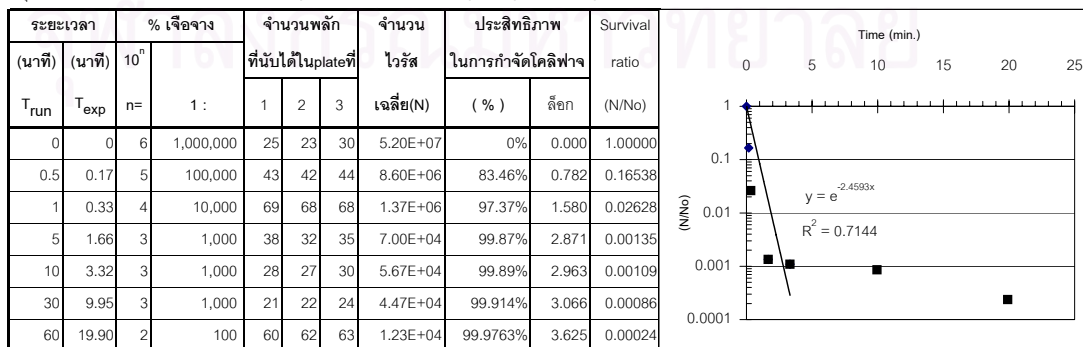 ระยะเวลา % เจือจาง จำนวนพลัก จำนวน ประสิทธิภาพ Survival
(นาที) (นาที) 10^n ที่นับได้ในplateที่ ไวรัส ในการกำจัดโคลิฟาจ ratio
T_run T_exp n= 1 : 1 2 3 เฉลี่ย(N) ( % ) ล็อก (N/No)
0 0 6 1,000,000 25 23 30 5.20E+07 0% 0.000 1.00000
0.5 0.17 5 100,000 43 42 44 8.60E+06 83.46% 0.782 0.16538
1 0.33 4 10,000 69 68 68 1.37E+06 97.37% 1.580 0.02628
5 1.66 3 1,000 38 32 35 7.00E+04 99.87% 2.871 0.00135
10 3.32 3 1,000 28 27 30 5.67E+04 99.89% 2.963 0.00109
30 9.95 3 1,000 21 22 24 4.47E+04 99.914% 3.066 0.00086
60 19.90 2 100 60 62 63 1.23E+04 99.9763% 3.625 0.00024
Time (min.)
0 5 10 15 20 25
1
0.1
0.01
0.001
0.0001
(N/No)
y = e^-2.4593x
R^2 = 0.7144